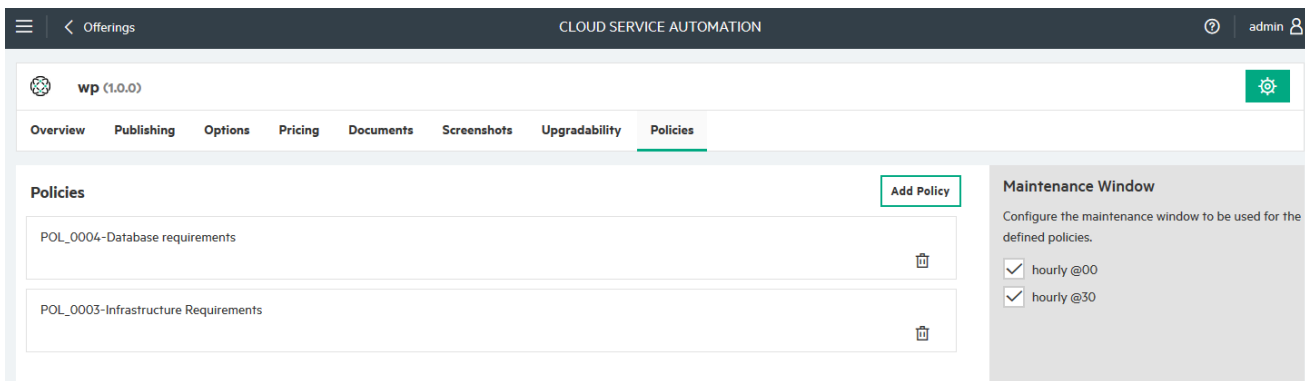 Offerings
CLOUD SERVICE AUTOMATION
admin
wp (1.0.0)
Overview Publishing Options Pricing Documents Screenshots Upgradability Policies
Policies
Add Policy
POL_0004-Database requirements
POL_0003-Infrastructure Requirements
Maintenance Window
Configure the maintenance window to be used for the
defined policies.
hourly @00
hourly @30